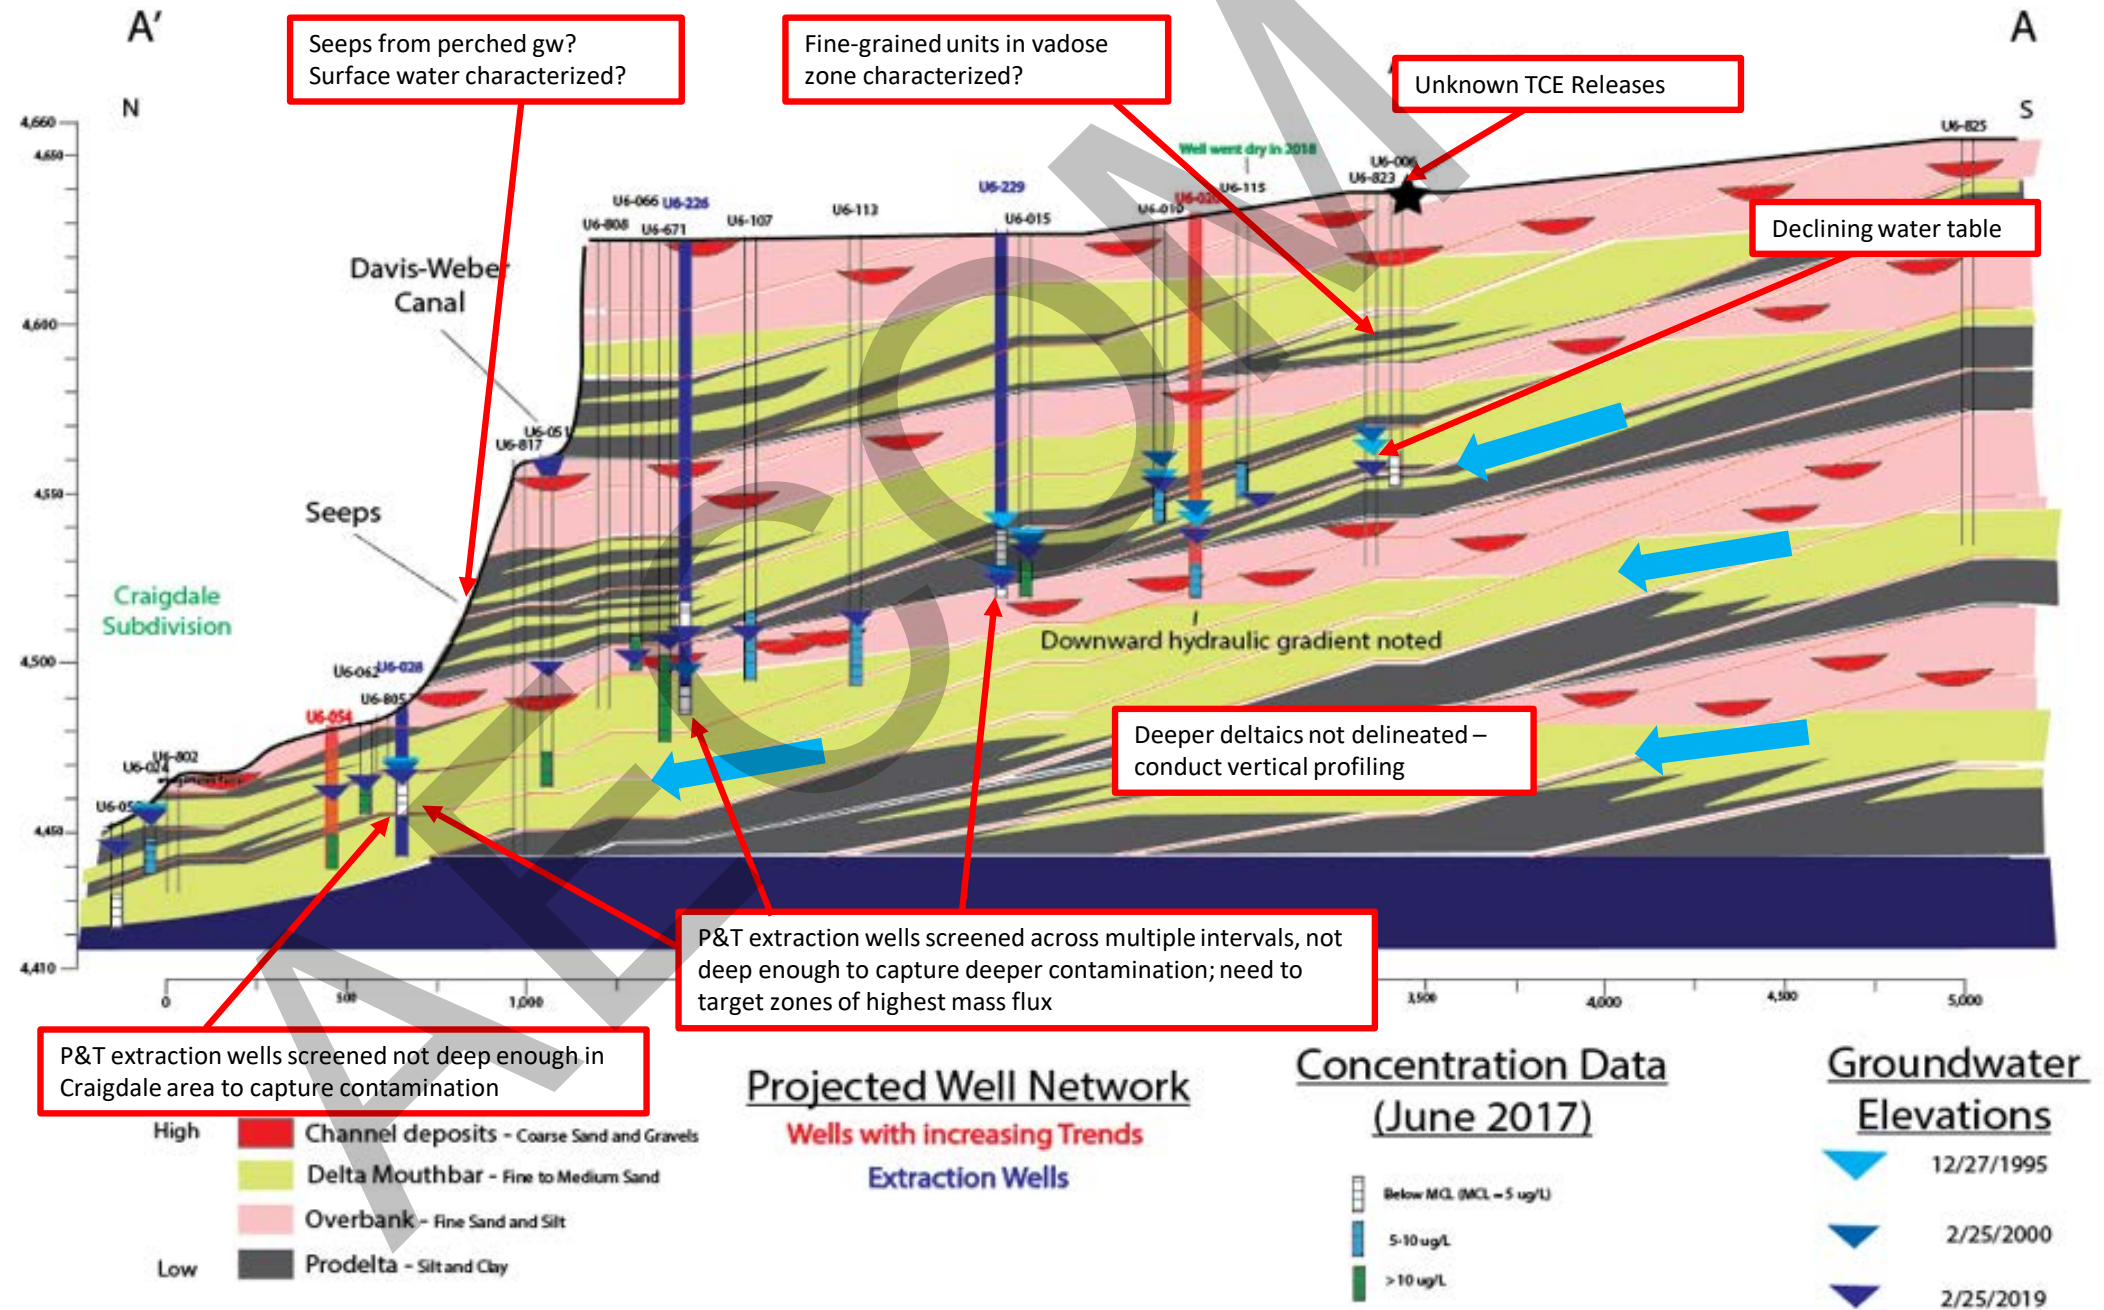 A'
A
Seeps from perched gw?
Surface water characterized?
Fine-grained units in vadose
zone characterized?
Unknown TCE Releases
N
S
4,660
4,650
4,600
4,550
4,500
4,450
4,410
U6-825
Well went dry in 2018
U6-006
U6-823
U6-115
U6-019
U6-229
U6-015
U6-113
U6-107
U6-066
U6-226
U6-808
U6-671
Declining water table
Davis-Weber
Canal
U6-051
U6-817
Seeps
Craigdale
Subdivision
Downward hydraulic gradient noted
U6-062
U6-028
U6-805
U6-054
U6-802
U6-024
Deeper deltaics not delineated –
conduct vertical profiling
P&T extraction wells screened across multiple intervals, not
deep enough to capture deeper contamination; need to
target zones of highest mass flux
0
500
1,000
3,500
4,000
4,500
5,000
P&T extraction wells screened not deep enough in
Craigdale area to capture contamination
High
Low
Channel deposits - Coarse Sand and Gravels
Delta Mouthbar - Fine to Medium Sand
Overbank - Fine Sand and Silt
Prodelta - Silt and Clay
Projected Well Network
Wells with increasing Trends
Extraction Wells
Concentration Data
(June 2017)
Below MCL (MCL = 5 ug/L)
5-10 ug/L
>10 ug/L
Groundwater
Elevations
12/27/1995
2/25/2000
2/25/2019
AECOM